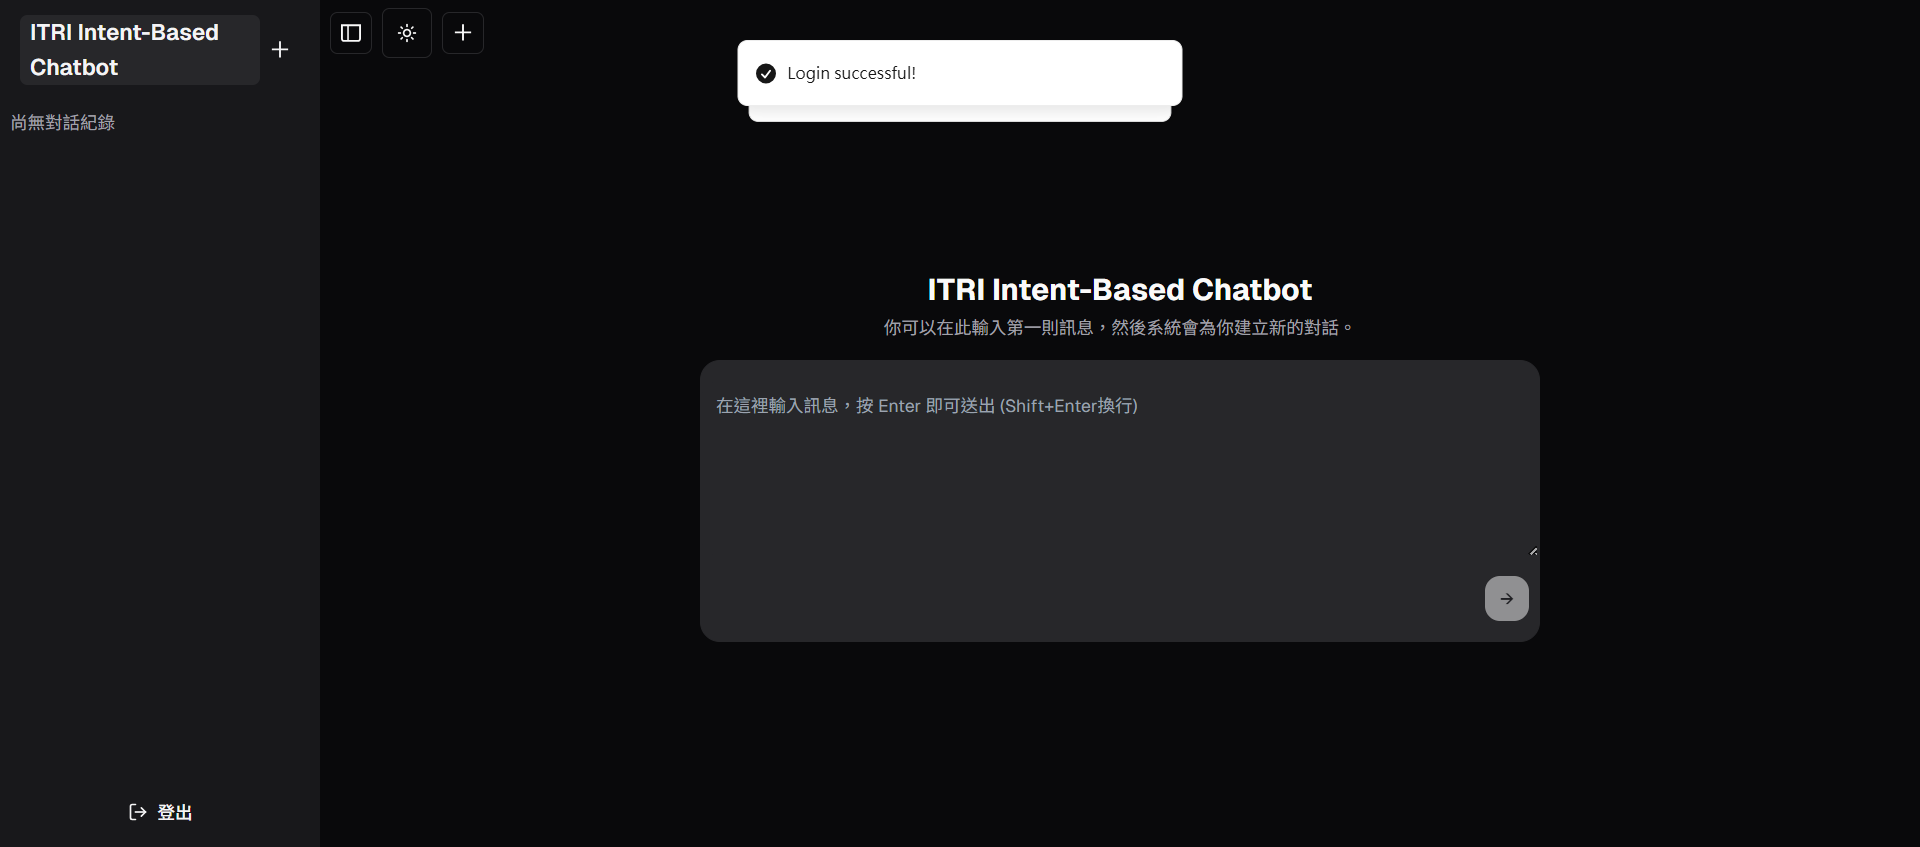 ITRI Intent-Based
Chatbot
尚無對話紀錄
登出
Login successful!
ITRI Intent-Based Chatbot
你可以在此輸入第一則訊息，然後系統會為你建立新的對話。
在這裡輸入訊息，按 Enter 即可送出 (Shift+Enter換行)